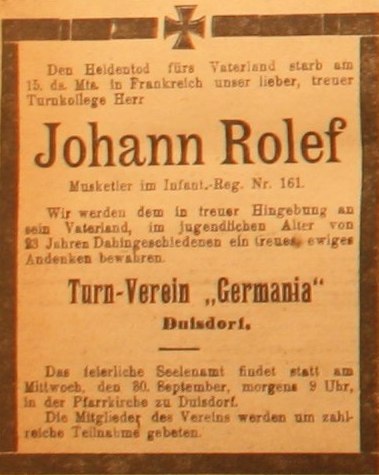 Den Heldentod fürs Vaterland starb am
15. ds. Mts. in Frankreich unser lieber, treuer
Turnkollege Herr
Johann Rolef
Musketier im Infant.-Reg. Nr. 161.
Wir werden dem in treuer Hingebung an
sein Vaterland, im jugendlichen Alter von
23 Jahren Dahingeschiedenen ein treues, ewiges
Andenken bewahren.
Turn-Verein „Germania“
Duisdorf.
Das feierliche Seelenamt findet statt am
Mittwoch, den 30. September, morgens 9 Uhr,
in der Pfarrkirche zu Duisdorf.
Die Mitglieder des Vereins werden um zahl-
reiche Teilnahme gebeten.